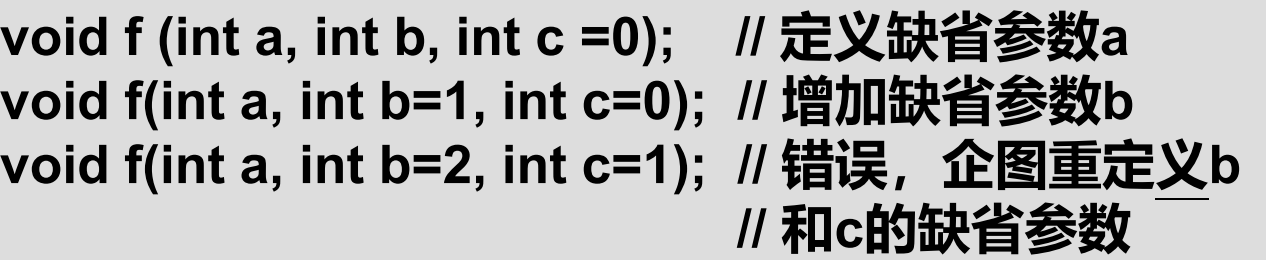 void f (int a, int b, int c =0); // 定义缺省参数a
void f(int a, int b=1, int c=0); // 增加缺省参数b
void f(int a, int b=2, int c=1); // 错误，企图重定义b
// 和c的缺省参数